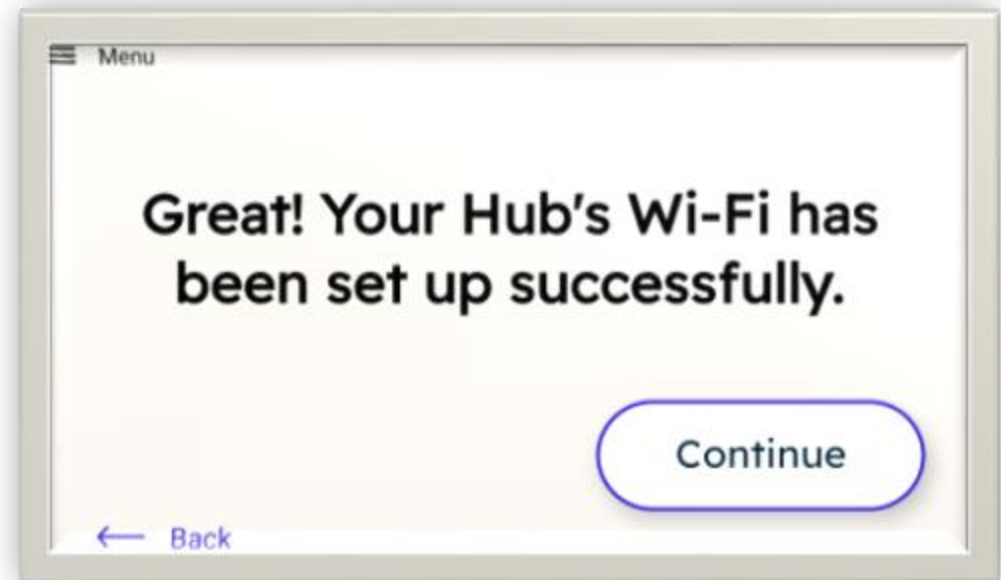 Menu
Great! Your Hub's Wi-Fi has
been set up successfully.
Continue
Back